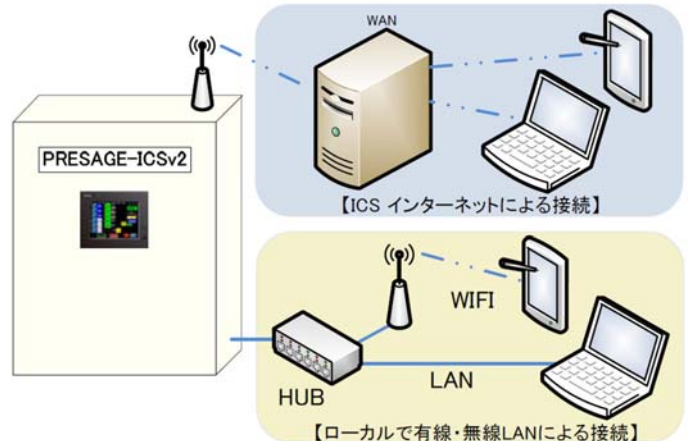 WAN
PRESAGE-ICSv2
【ICS インターネットによる接続】
WIFI
LAN
HUB
【ローカルで有線・無線LANによる接続】